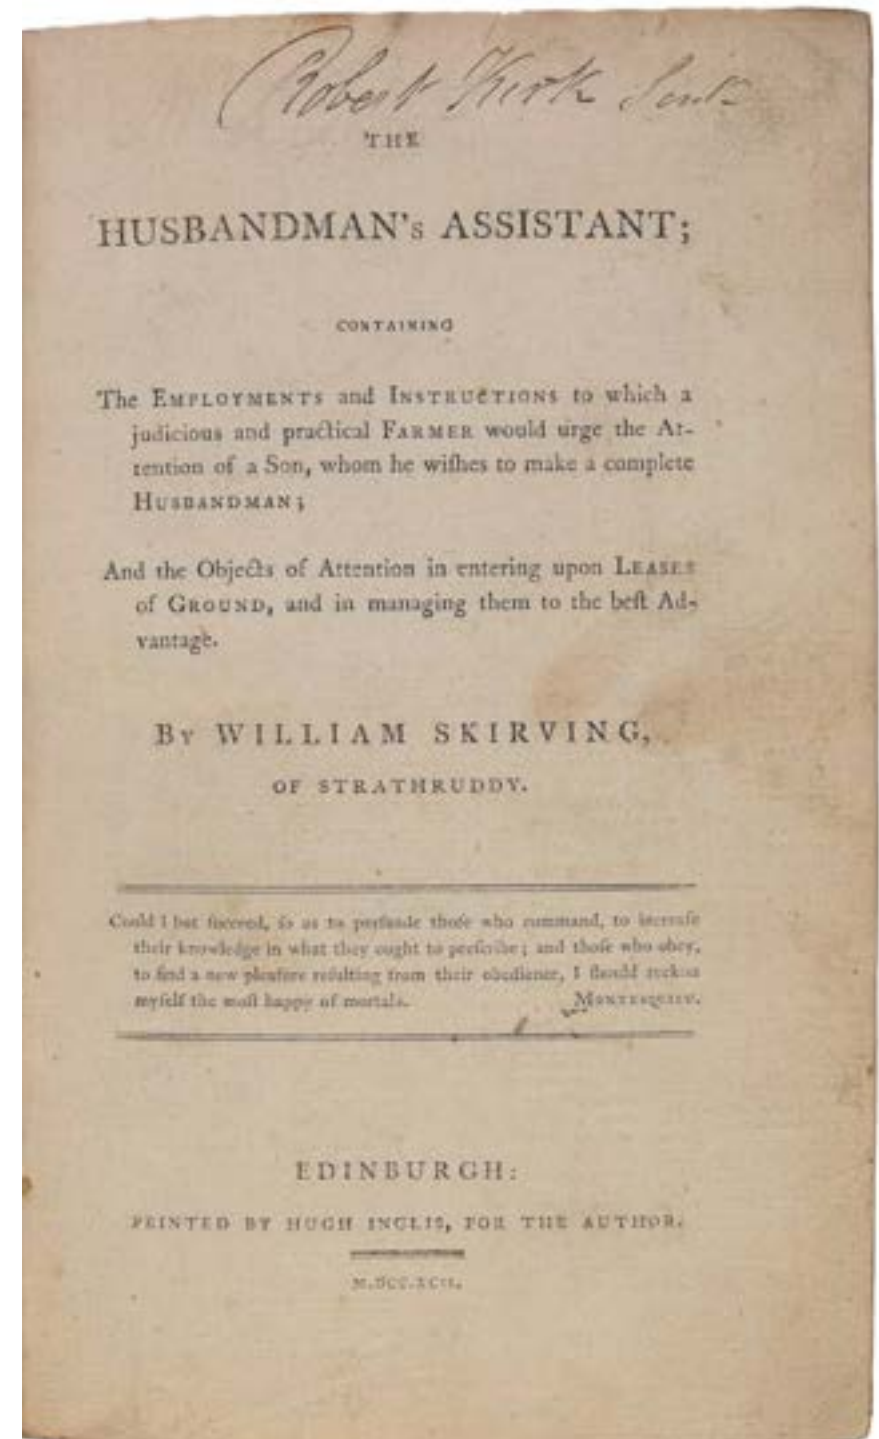 Robert Kirk
THE
HUSBANDMAN's ASSISTANT;
CONTAINING
The EMPLOYMENTS and INSTRUCTIONS to which a
judicious and practical FARMER would urge the At-
tention of a Son, whom he wiſhes to make a complete
HUSBANDMAN;
And the Objects of Attention in entering upon LEASES
of GROUND, and in managing them to the beſt Ad-
vantage.
BY WILLIAM SKIRVING,
OF STRATHRUDDY.
Could I but ſucceed, ſo as to perſuade thoſe who command, to increaſe
their knowledge in what they ought to preſcribe; and thoſe who obey,
to find a new pleaſure reſulting from their obedience, I ſhould reckon
myſelf the moſt happy of mortals. MONTESQUIEU.
EDINBURGH:
PRINTED BY HUGH INGLIS, FOR THE AUTHOR.
M.DCC.XCII.